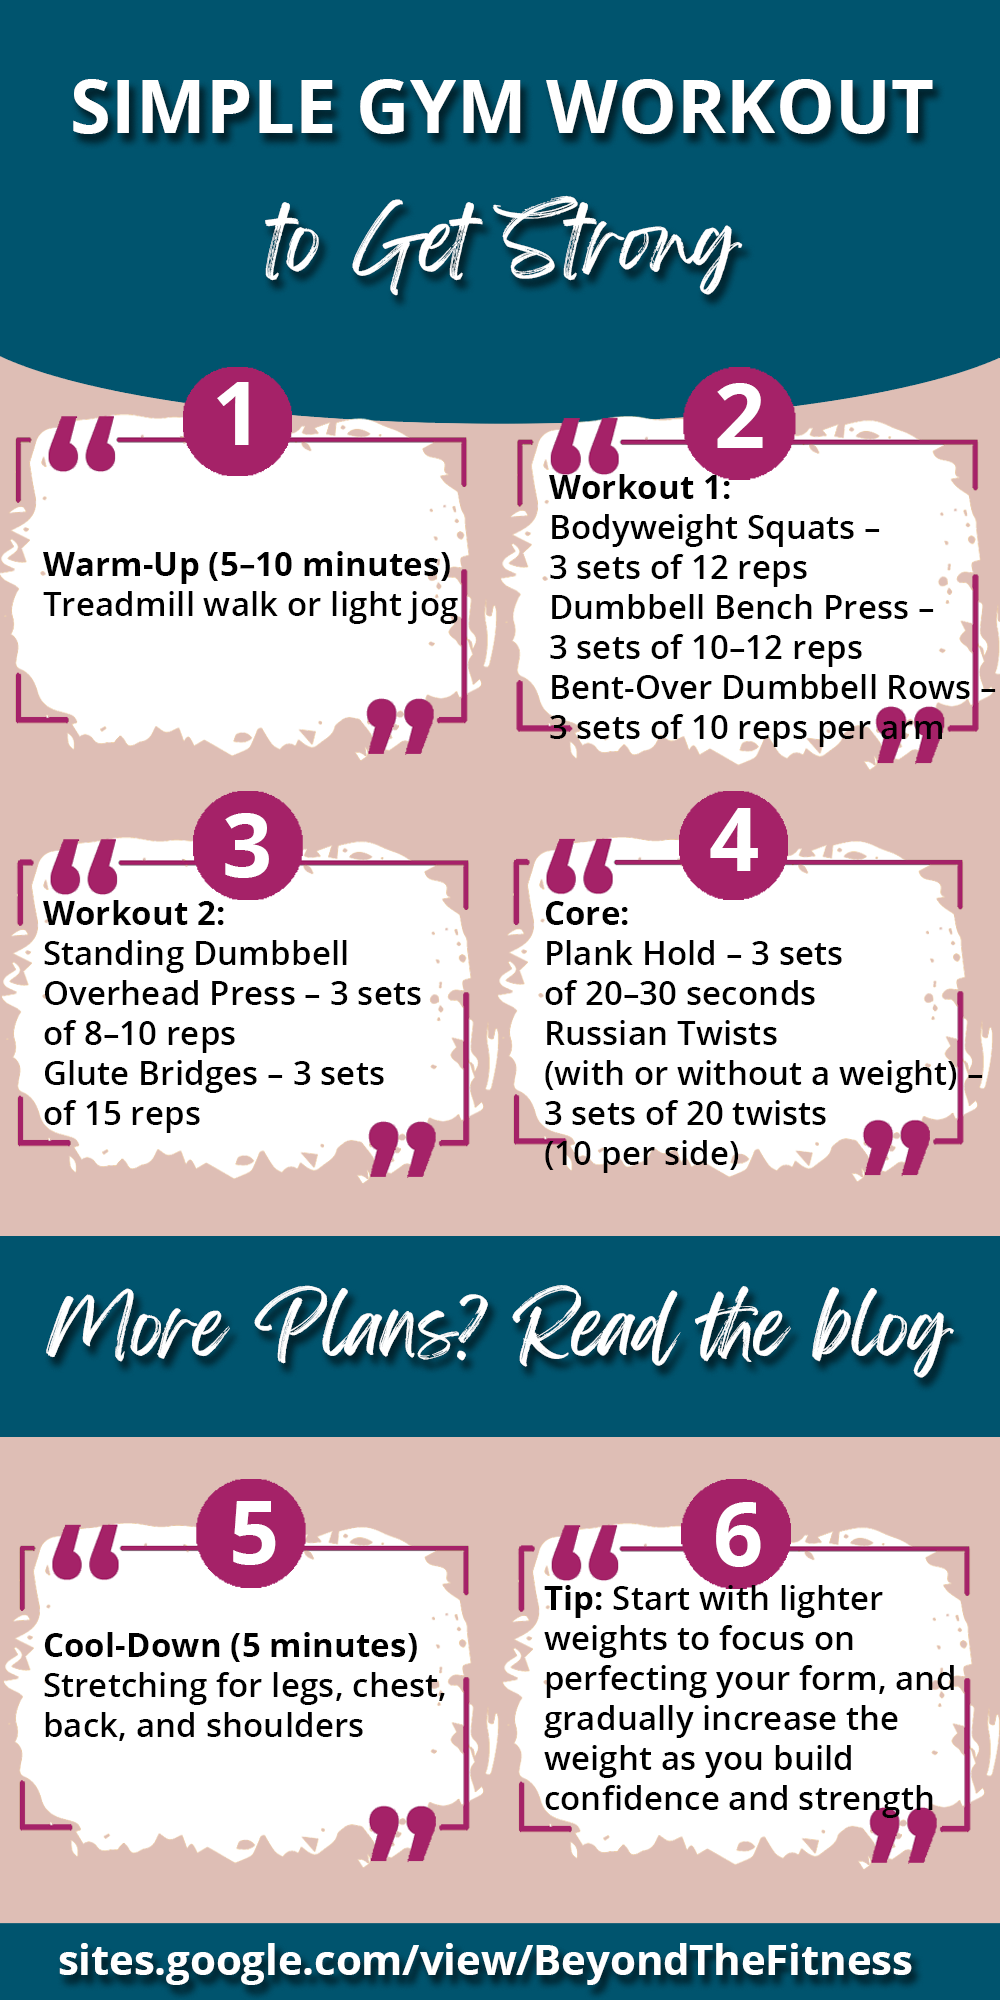 SIMPLE GYM WORKOUT
to Get Strong
1
Warm-Up (5–10 minutes)
Treadmill walk or light jog
2
Workout 1:
Bodyweight Squats –
3 sets of 12 reps
Dumbbell Bench Press –
3 sets of 10–12 reps
Bent-Over Dumbbell Rows –
3 sets of 10 reps per arm
3
Workout 2:
Standing Dumbbell
Overhead Press – 3 sets
of 8–10 reps
Glute Bridges – 3 sets
of 15 reps
4
Core:
Plank Hold – 3 sets
of 20–30 seconds
Russian Twists
(with or without a weight) –
3 sets of 20 twists
(10 per side)
More Plans? Read the blog
5
Cool-Down (5 minutes)
Stretching for legs, chest,
back, and shoulders
6
Tip: Start with lighter
weights to focus on
perfecting your form, and
gradually increase the
weight as you build
confidence and strength
sites.google.com/view/BeyondTheFitness